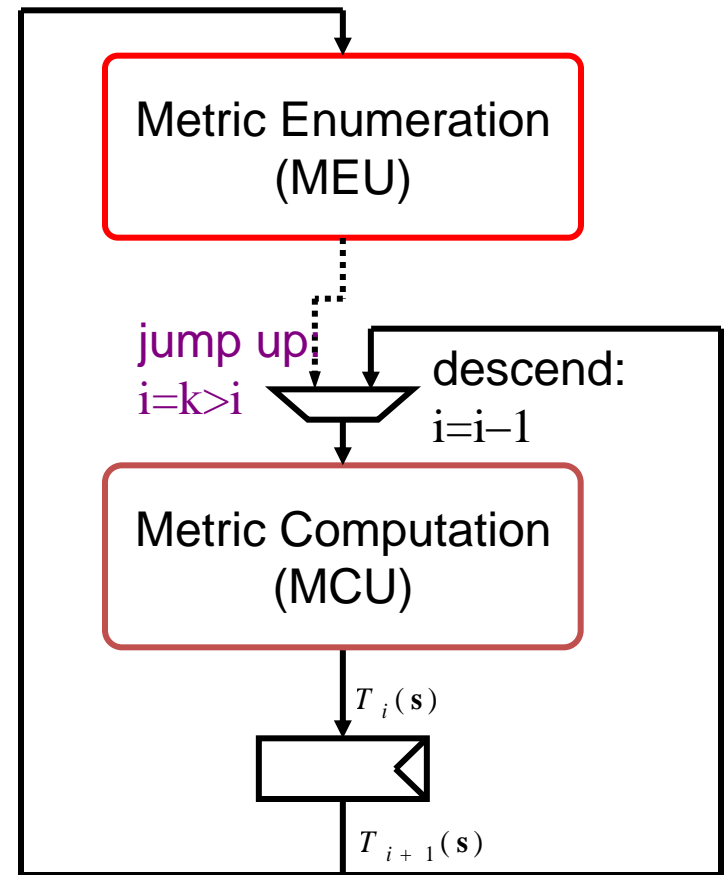 Metric Enumeration
(MEU)
jump up:
i=k>i
descend:
i=i−1
Metric Computation
(MCU)
T i ( s )
T i + 1 ( s )